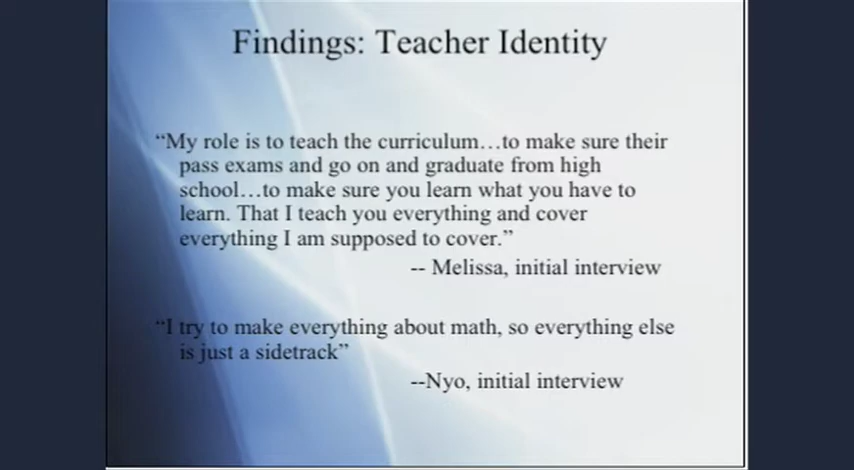 Findings: Teacher Identity
“My role is to teach the curriculum…to make sure their
pass exams and go on and graduate from high
school…to make sure you learn what you have to
learn. That I teach you everything and cover
everything I am supposed to cover.”
-- Melissa, initial interview
“I try to make everything about math, so everything else
is just a sidetrack”
--Nyo, initial interview